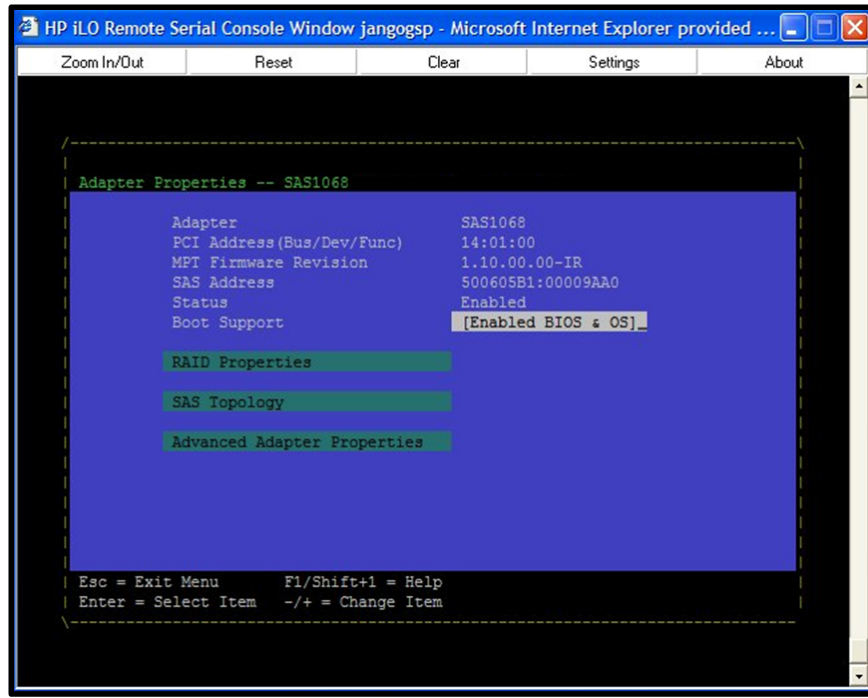 HP iLO Remote Serial Console Window jangogsp - Microsoft Internet Explorer provided ...
Zoom In/Out Reset Clear Settings About
Adapter Properties -- SAS1068
Adapter SAS1068
PCI Address(Bus/Dev/Func) 14:01:00
MPT Firmware Revision 1.10.00.00-IR
SAS Address 500605B1:00009AA0
Status Enabled
Boot Support [Enabled BIOS & OS]_
RAID Properties
SAS Topology
Advanced Adapter Properties
Esc = Exit Menu F1/Shift+1 = Help
Enter = Select Item -/+ = Change Item